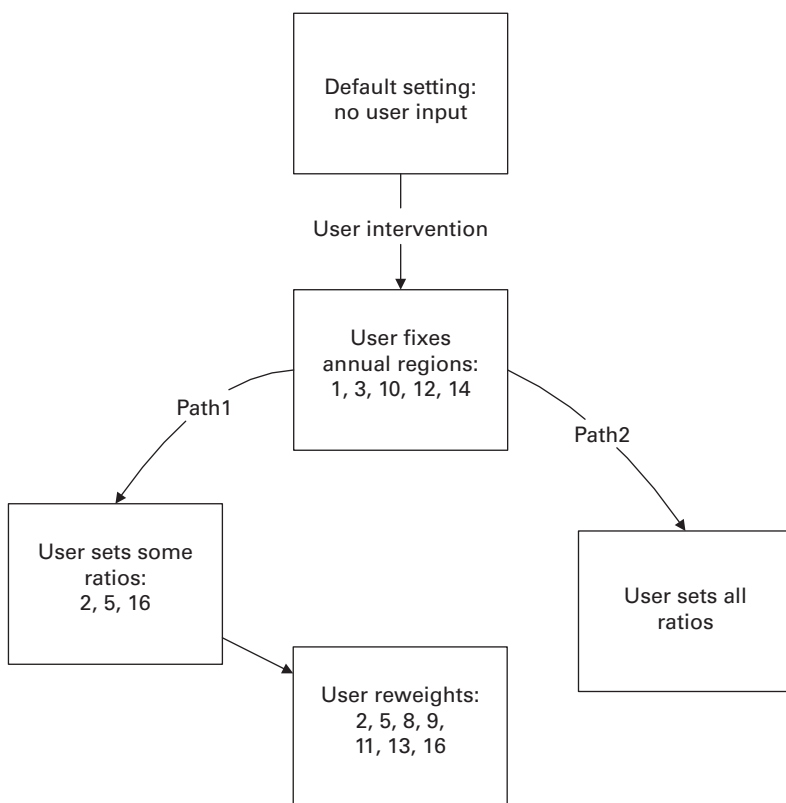 Default setting:
no user input
User intervention
User fixes
annual regions:
1, 3, 10, 12, 14
Path1
Path2
User sets some
ratios:
2, 5, 16
User sets all
ratios
User reweights:
2, 5, 8, 9,
11, 13, 16